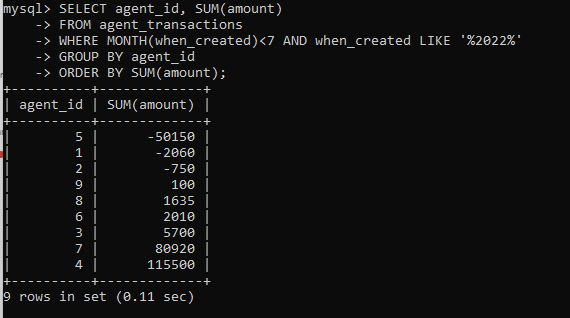 mysql> SELECT agent_id, SUM(amount)
    -> FROM agent_transactions
    -> WHERE MONTH(when_created)<7 AND when_created LIKE '%2022%'
    -> GROUP BY agent_id
    -> ORDER BY SUM(amount);
+----------+-------------+
| agent_id | SUM(amount) |
+----------+-------------+
|        5 |      -50150 |
|        1 |       -2060 |
|        2 |        -750 |
|        9 |         100 |
|        8 |        1635 |
|        6 |        2010 |
|        3 |        5700 |
|        7 |       80920 |
|        4 |      115500 |
+----------+-------------+
9 rows in set (0.11 sec)